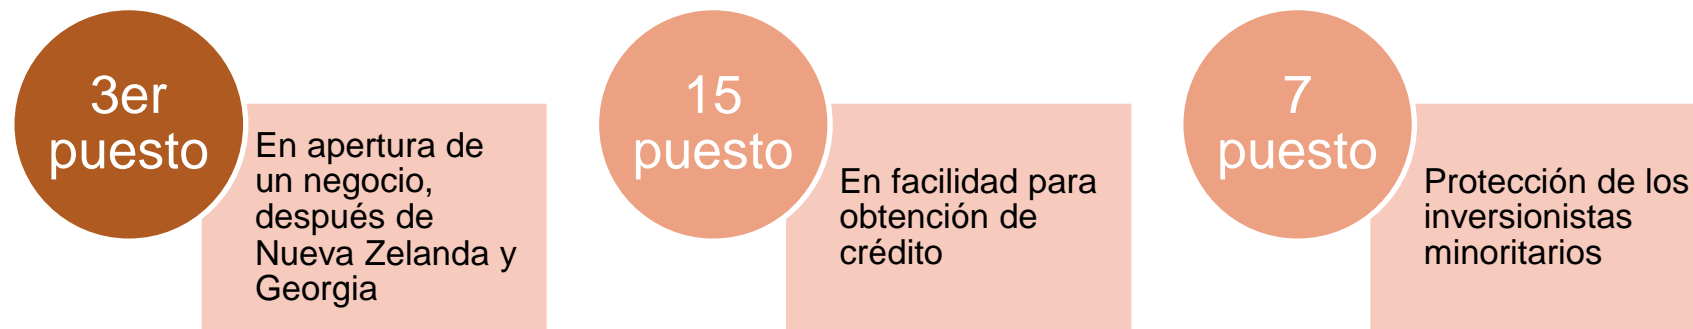 3er
puesto
En apertura de
un negocio,
después de
Nueva Zelanda y
Georgia
15
puesto
En facilidad para
obtención de
crédito
7
puesto
Protección de los
inversionistas
minoritarios